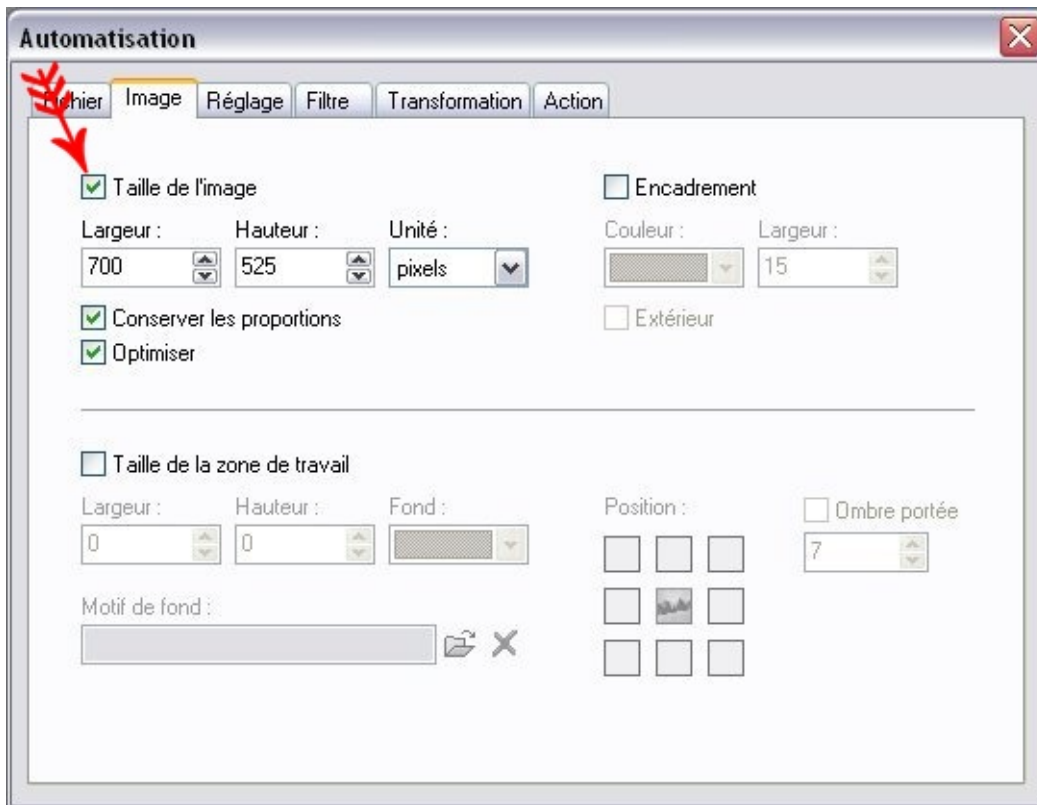 Automatisation
Fichier Image Réglage Filtre Transformation Action
Taille de l'image Encadrement
Largeur : Hauteur : Unité : Couleur : Largeur :
700 525 pixels 15
Conserver les proportions Extérieur
Optimiser
Taille de la zone de travail
Largeur : Hauteur : Fond : Position : Ombre portée
0 0 7
Motif de fond :